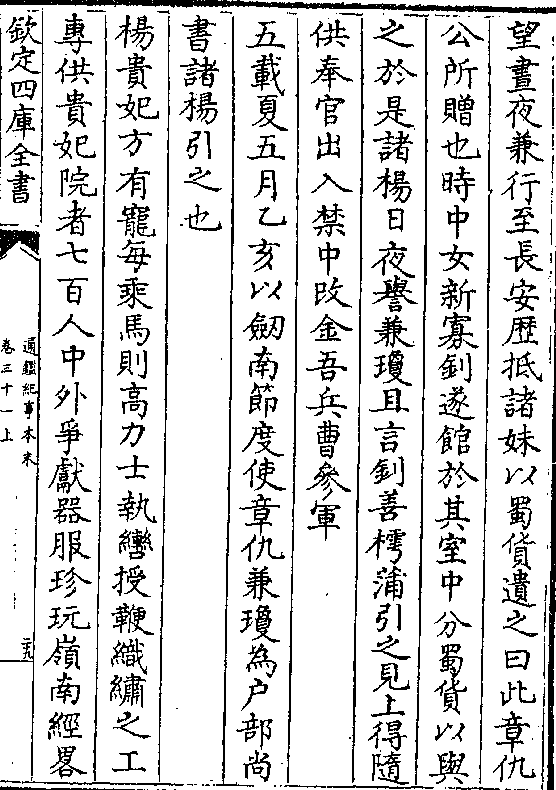 望晝夜兼行至長安歴抵諸妹以蜀貨遺之曰此章仇
公所贈也時中女新寡釗遂館於其室中分蜀貨以與
之於是諸楊日夜譽兼瓊且言釗善樗蒲引之見上得隨
供奉官出入禁中改金吾兵曹參軍
五載夏五月乙亥以劒南節度使章仇兼瓊為户部尚
書諸楊引之也
楊貴妃方有寵每乘馬則高力士執轡授鞭織繡之工
專供貴妃院者七百人中外爭獻器服珍玩嶺南經畧
欽定四庫全書
通鑑紀事本末
卷三十一上
二九